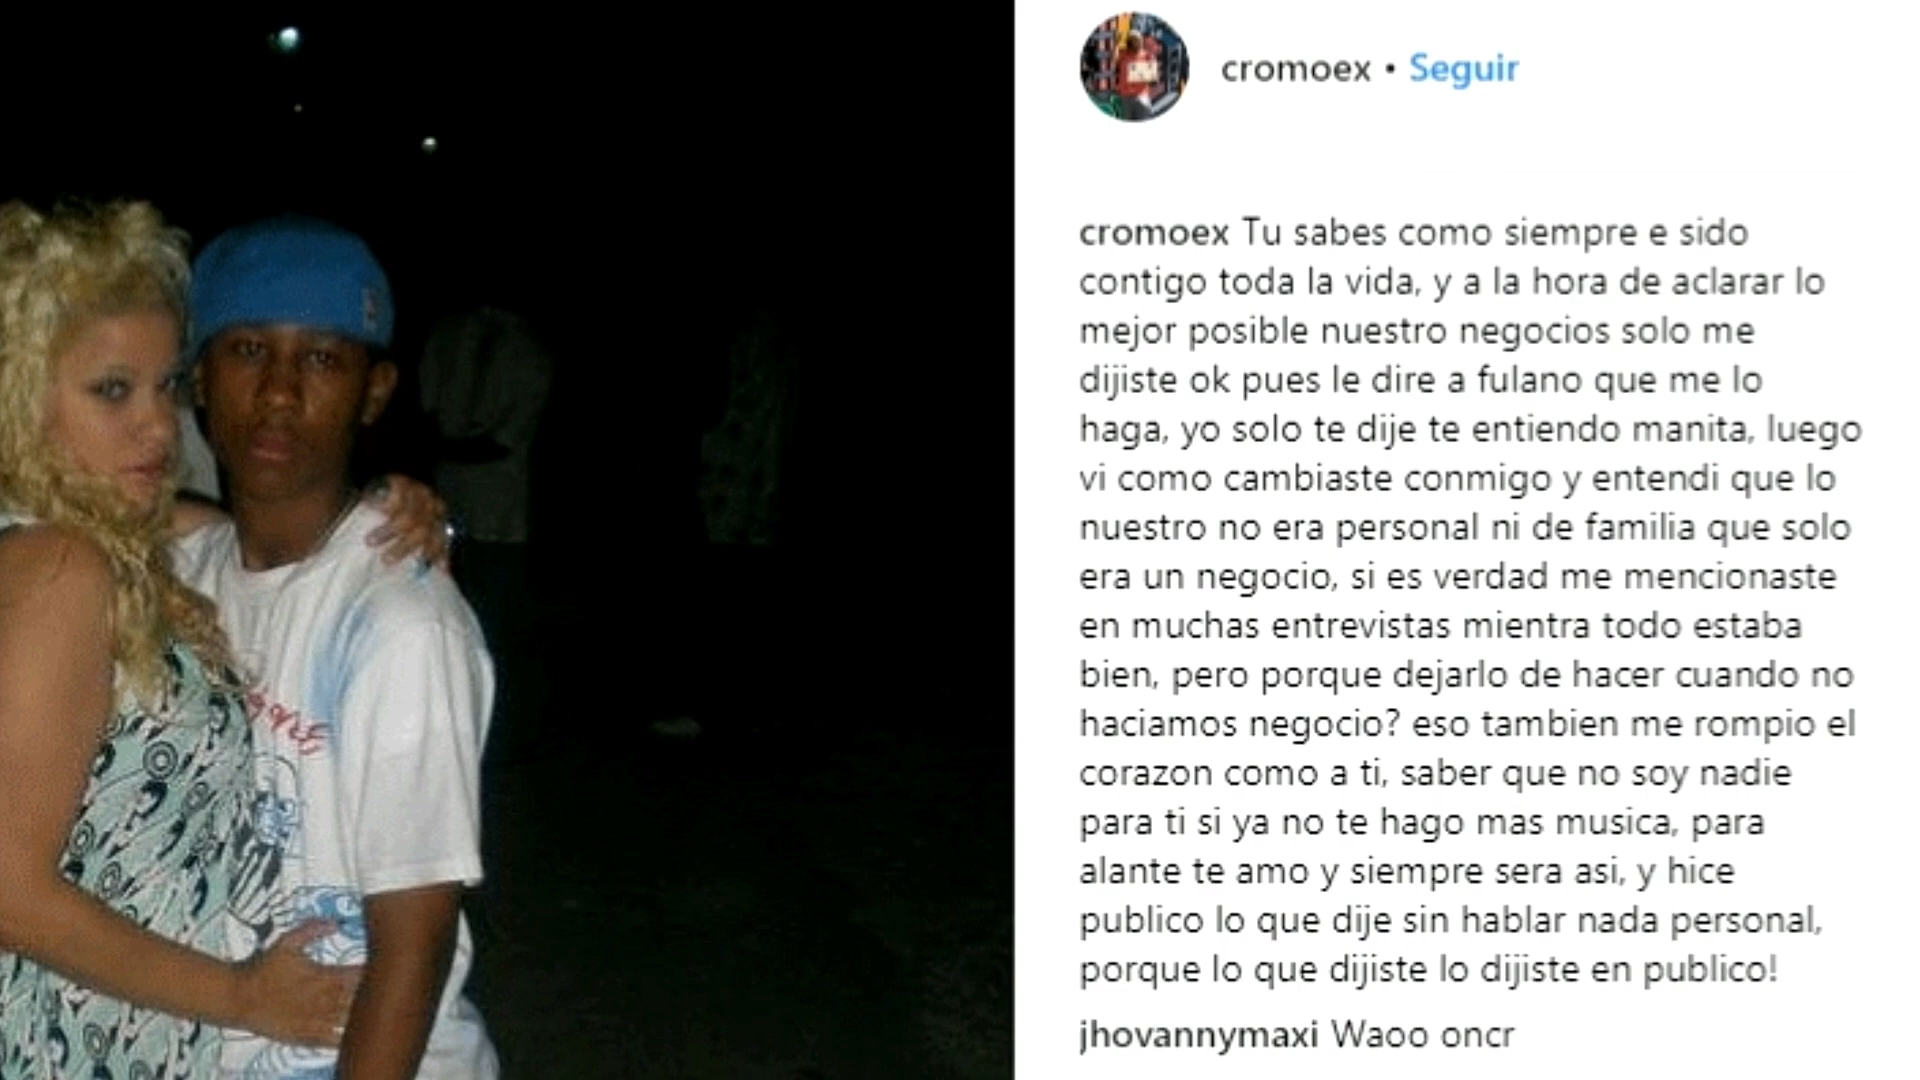 cromoex • Seguir
cromoex Tu sabes como siempre e sido
contigo toda la vida, y a la hora de aclarar lo
mejor posible nuestro negocios solo me
dijiste ok pues le dire a fulano que me lo
haga, yo solo te dije te entiendo manita, luego
vi como cambiaste conmigo y entendi que lo
nuestro no era personal ni de familia que solo
era un negocio, si es verdad me mencionaste
en muchas entrevistas mientra todo estaba
bien, pero porque dejarlo de hacer cuando no
haciamos negocio? eso tambien me rompio el
corazon como a ti, saber que no soy nadie
para ti si ya no te hago mas musica, para
alante te amo y siempre sera asi, y hice
publico lo que dije sin hablar nada personal,
porque lo que dijiste lo dijiste en publico!
jhovannymaxi Waoo oncr